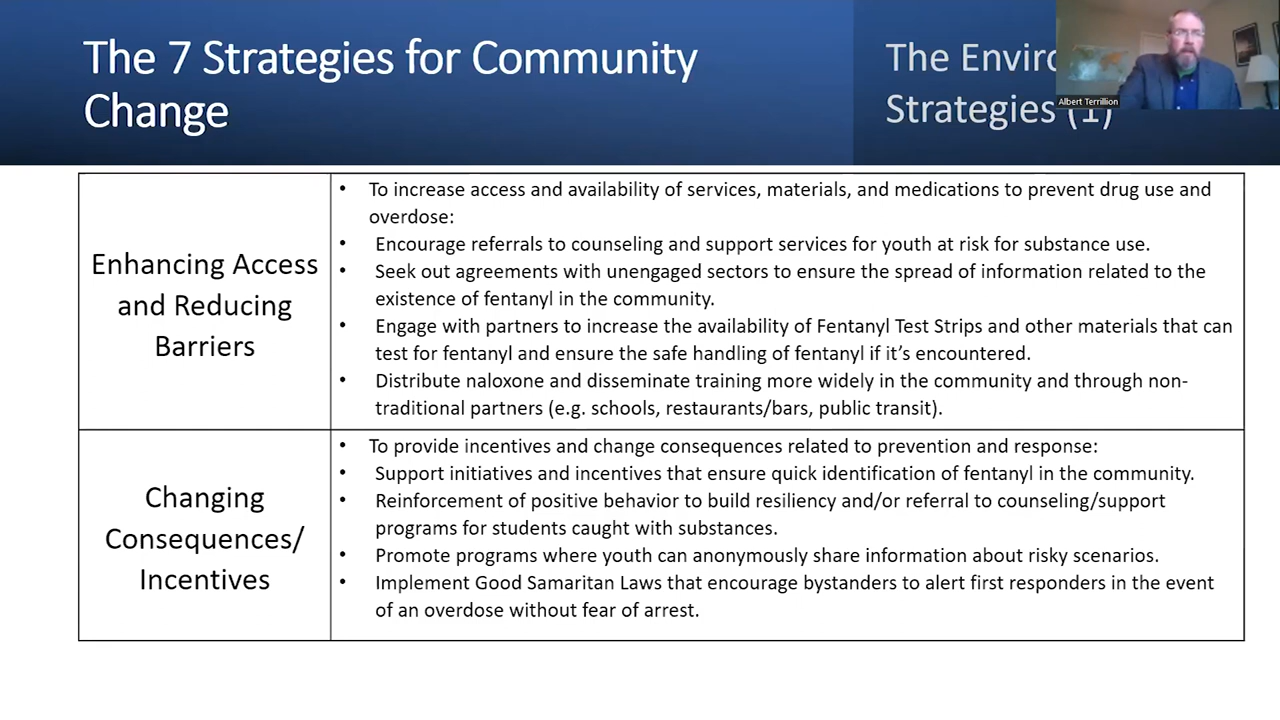 The 7 Strategies for Community
Change
The
Strategies (1)
Albert Terrillion
Enhancing Access
and Reducing
Barriers
• To increase access and availability of services, materials, and medications to prevent drug use and
overdose:
• Encourage referrals to counseling and support services for youth at risk for substance use.
• Seek out agreements with unengaged sectors to ensure the spread of information related to the
existence of fentanyl in the community.
• Engage with partners to increase the availability of Fentanyl Test Strips and other materials that can
test for fentanyl and ensure the safe handling of fentanyl if it’s encountered.
• Distribute naloxone and disseminate training more widely in the community and through non-
traditional partners (e.g. schools, restaurants/bars, public transit).
Changing
Consequences/
Incentives
• To provide incentives and change consequences related to prevention and response:
• Support initiatives and incentives that ensure quick identification of fentanyl in the community.
• Reinforcement of positive behavior to build resiliency and/or referral to counseling/support
programs for students caught with substances.
• Promote programs where youth can anonymously share information about risky scenarios.
• Implement Good Samaritan Laws that encourage bystanders to alert first responders in the event
of an overdose without fear of arrest.